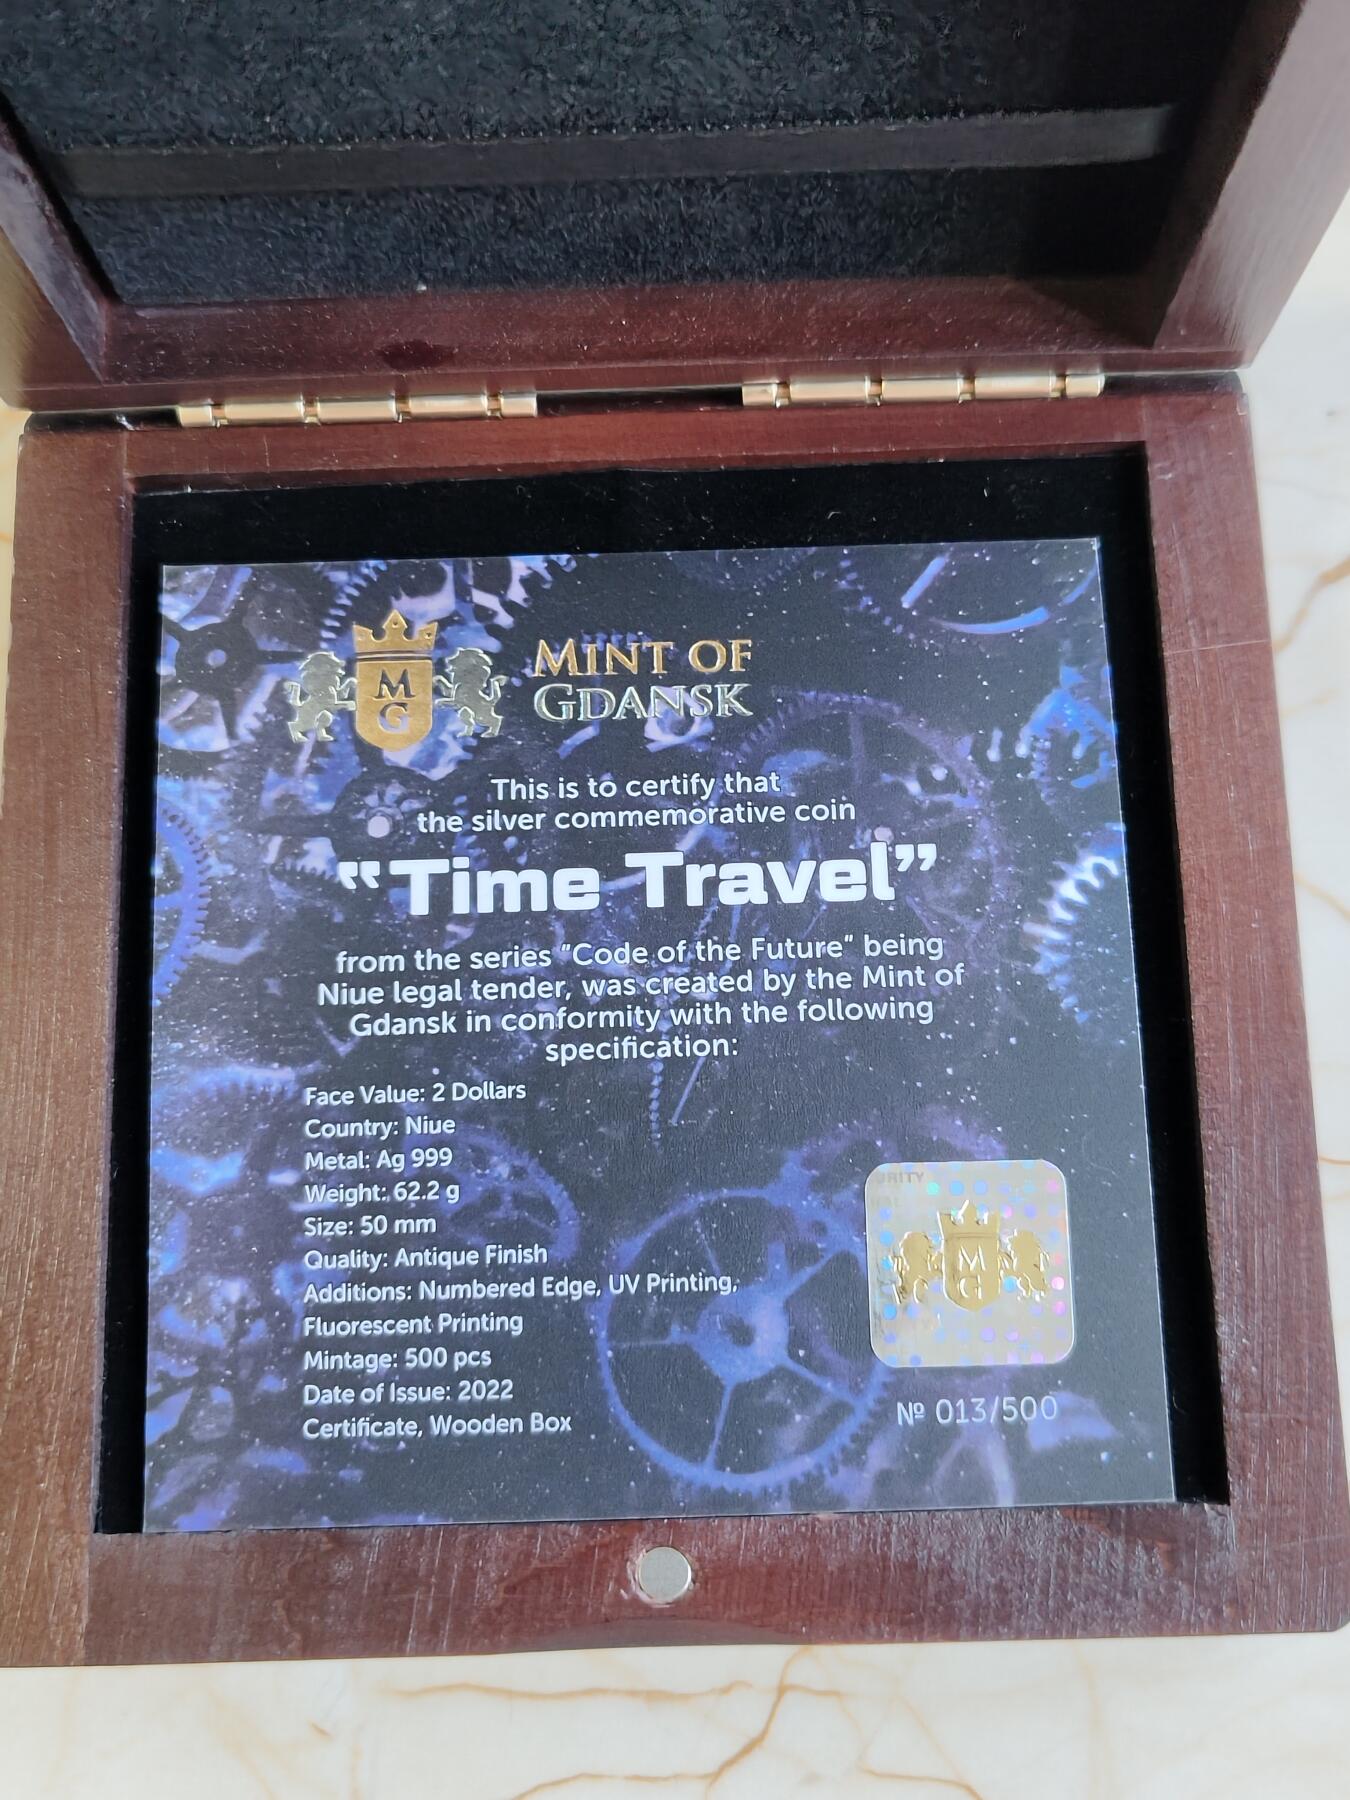 M
G
MINT OF
GDANSK
This is to certify that
the silver commemorative coin
“Time Travel”
from the series “Code of the Future” being
Niue legal tender, was created by the Mint of
Gdansk in conformity with the following
specification:
Face Value: 2 Dollars
Country: Niue
Metal: Ag 999
Weight: 62.2 g
Size: 50 mm
Quality: Antique Finish
Additions: Numbered Edge, UV Printing,
Fluorescent Printing
Mintage: 500 pcs
Date of Issue: 2022
Certificate, Wooden Box
URITY
M
G
№ 013/500